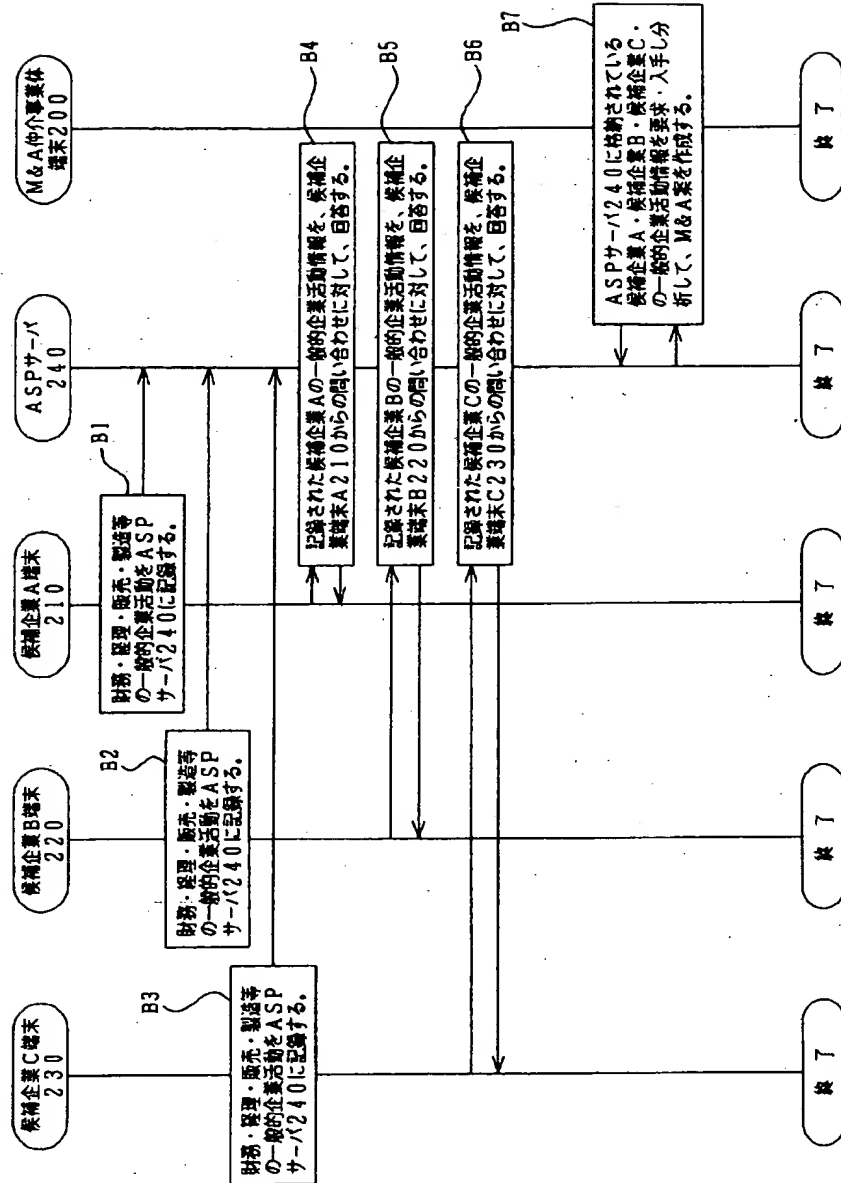 候補企業C端末
230
候補企業B端末
220
候補企業A端末
210
ASPサーバ
240
M&A仲介事業体
端末200
B1
財務・経理・販売・製造等
の一般的企業活動をASP
サーバ240に記録する。
B2
財務・経理・販売・製造等
の一般的企業活動をASP
サーバ240に記録する。
B3
財務・経理・販売・製造等
の一般的企業活動をASP
サーバ240に記録する。
B4
記録された候補企業Aの一般的企業活動情報を、候補企
業端末A210からの問い合わせに対して、回答する。
B5
記録された候補企業Bの一般的企業活動情報を、候補企
業端末B220からの問い合わせに対して、回答する。
B6
記録された候補企業Cの一般的企業活動情報を、候補企
業端末C230からの問い合わせに対して、回答する。
B7
ASPサーバ240に格納されている
候補企業A・候補企業B・候補企業C・
の一般的企業活動情報を要求・入手し分
析して、M&A案を作成する。
終了
終了
終了
終了
終了